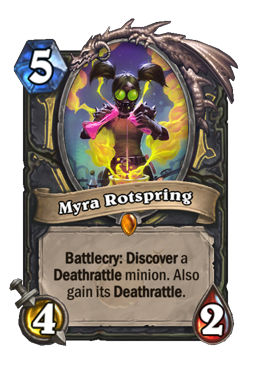 5
Myra Rotspring
Battlecry: Discover a
Deathrattle minion. Also
gain its Deathrattle.
4
2